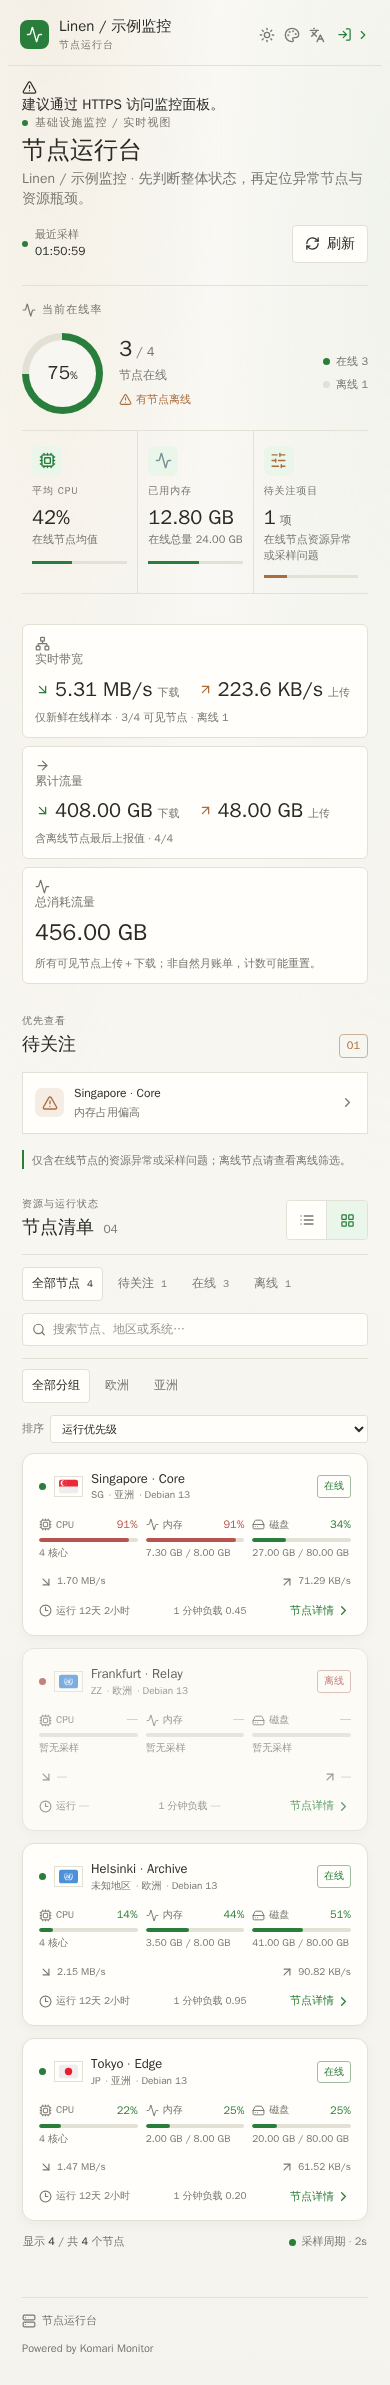 Linen / 示例监控
节点运行台
建议通过 HTTPS 访问监控面板。
基础设施监控 / 实时视图
节点运行台
Linen / 示例监控 · 先判断整体状态，再定位异常节点与
资源瓶颈。
最近采样
01:50:59
刷新
当前在线率
75%
3 / 4
节点在线
有节点离线
在线 3
离线 1
平均 CPU
42%
在线节点均值
已用内存
12.80 GB
在线总量 24.00 GB
待关注项目
1 项
在线节点资源异常
或采样问题
实时带宽
5.31 MB/s 下载 223.6 KB/s 上传
仅新鲜在线样本 · 3/4 可见节点 · 离线 1
累计流量
408.00 GB 下载 48.00 GB 上传
含离线节点最后上报值 · 4/4
总消耗流量
456.00 GB
所有可见节点上传 + 下载；非自然月账单，计数可能重置。
优先查看
待关注
01
Singapore · Core
内存占用偏高
仅含在线节点的资源异常或采样问题；离线节点请查看离线筛选。
资源与运行状态
节点清单 04
全部节点 4 待关注 1 在线 3 离线 1
搜索节点、地区或系统…
全部分组 欧洲 亚洲
排序 运行优先级
Singapore · Core
SG · 亚洲 · Debian 13
在线
CPU 91% 内存 91% 磁盘 34%
4 核心 7.30 GB / 8.00 GB 27.00 GB / 80.00 GB
1.70 MB/s 71.29 KB/s
运行 12天 2小时 1 分钟负载 0.45 节点详情
Frankfurt · Relay
ZZ · 欧洲 · Debian 13
离线
CPU — 内存 — 磁盘 —
暂无采样 暂无采样 暂无采样
— —
运行 — 1 分钟负载 — 节点详情
Helsinki · Archive
未知地区 · 欧洲 · Debian 13
在线
CPU 14% 内存 44% 磁盘 51%
4 核心 3.50 GB / 8.00 GB 41.00 GB / 80.00 GB
2.15 MB/s 90.82 KB/s
运行 12天 2小时 1 分钟负载 0.95 节点详情
Tokyo · Edge
JP · 亚洲 · Debian 13
在线
CPU 22% 内存 25% 磁盘 25%
4 核心 2.00 GB / 8.00 GB 20.00 GB / 80.00 GB
1.47 MB/s 61.52 KB/s
运行 12天 2小时 1 分钟负载 0.20 节点详情
显示 4 / 共 4 个节点 采样周期 · 2s
节点运行台
Powered by Komari Monitor